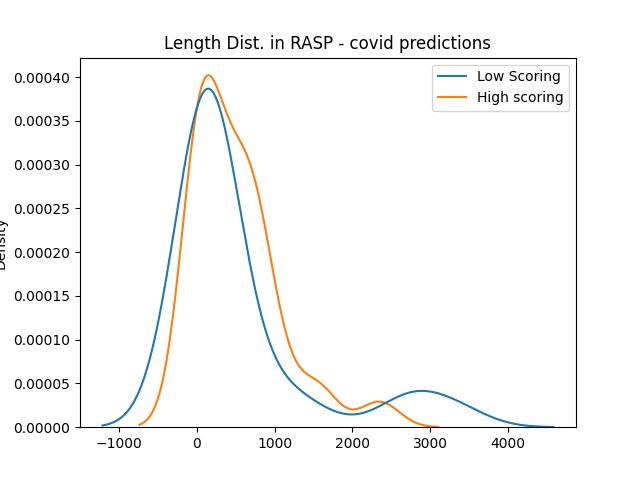 Length Dist. in RASP - covid predictions
Low Scoring
High scoring
0.00040
0.00035
0.00030
0.00025
0.00020
0.00015
0.00010
0.00005
0.00000
Density
−1000 0 1000 2000 3000 4000